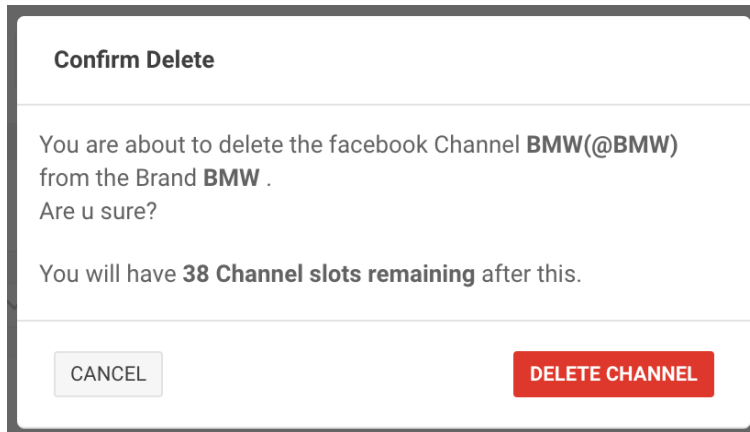 Confirm Delete
You are about to delete the facebook Channel BMW(@BMW)
from the Brand BMW .
Are u sure?
You will have 38 Channel slots remaining after this.
CANCEL
DELETE CHANNEL